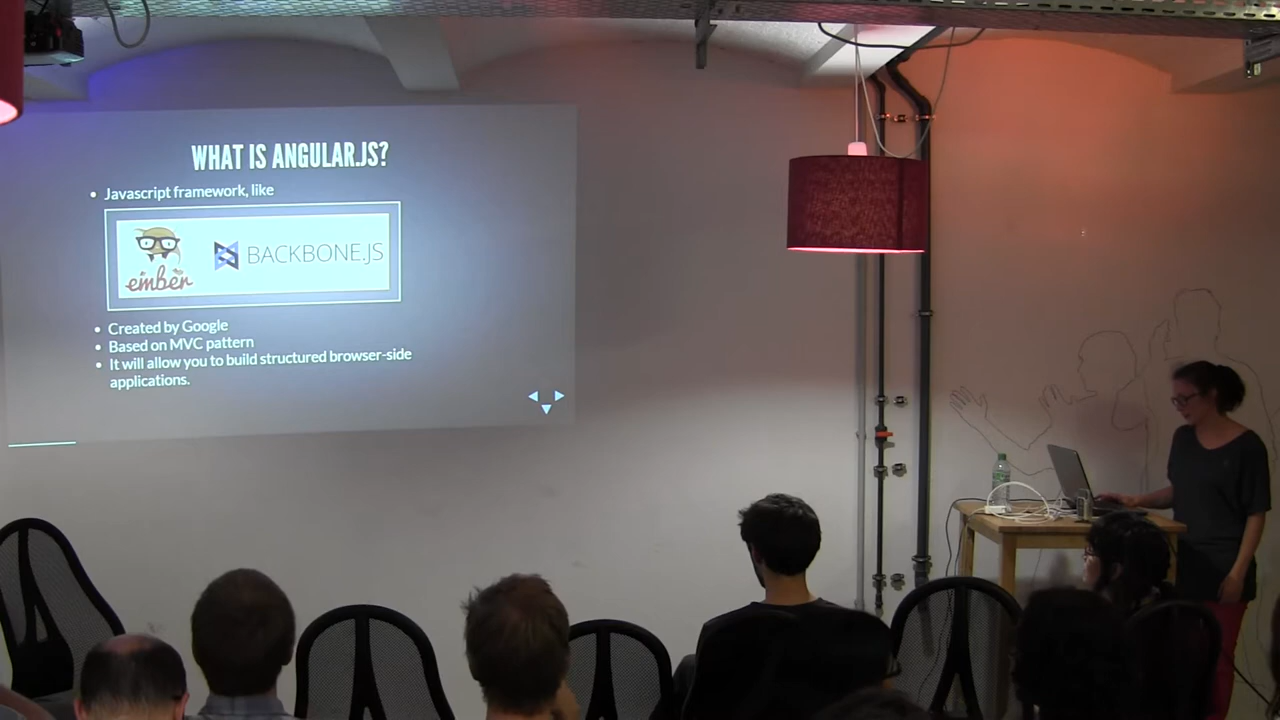 WHAT IS ANGULAR.JS?
Javascript framework, like
ember BACKBONE.JS
Created by Google
Based on MVC pattern
It will allow you to build structured browser-side
applications.